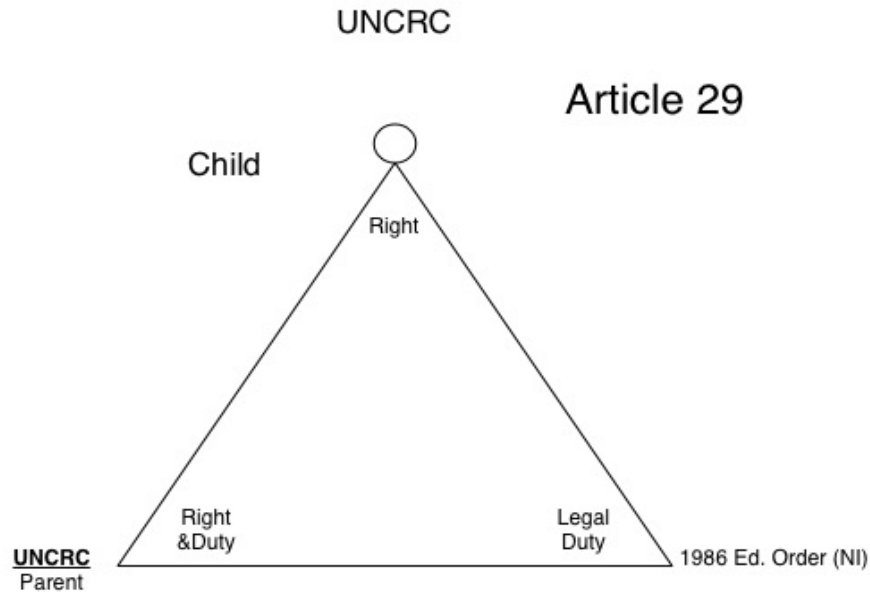 UNCRC
Article 29
Child
Right
Right
&Duty
Legal
Duty
UNCRC
Parent
1986 Ed. Order (NI)